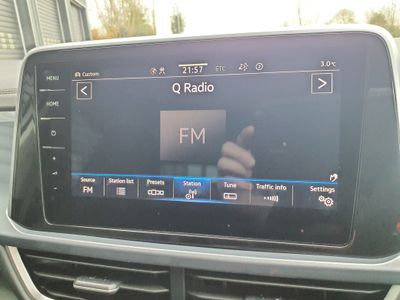 MENU
Custom
21:57
ETC
3.0°C
HOME
Q Radio
FM
Source
Station list
Presets
Station
Tune
Traffic info
Settings
FM